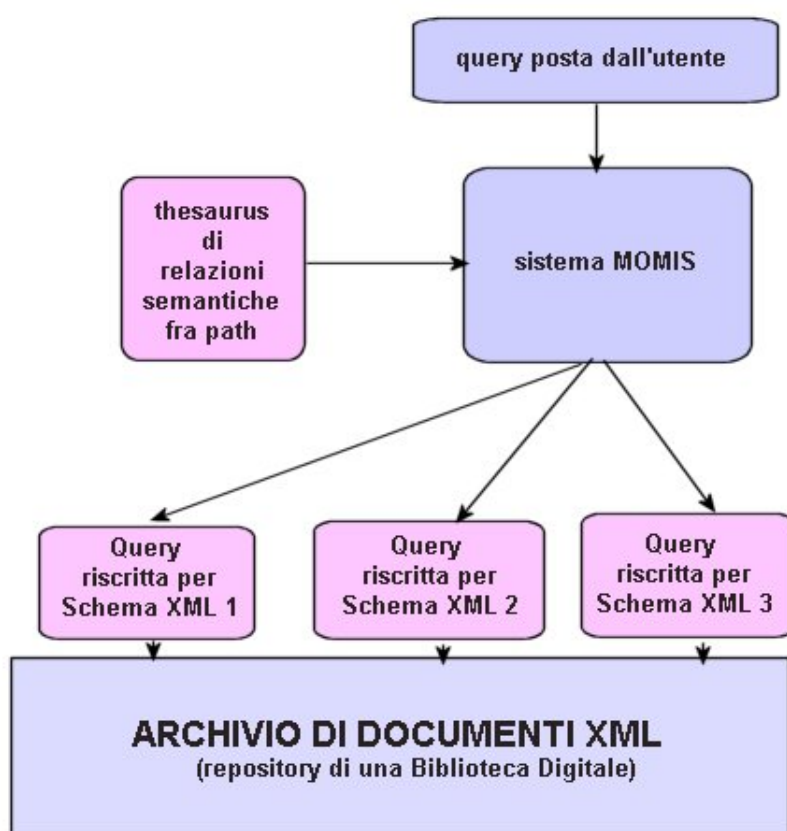 query posta dall'utente
thesaurus
di
relazioni
semantiche
fra path
sistema MOMIS
Query
riscritta per
Schema XML 1
Query
riscritta per
Schema XML 2
Query
riscritta per
Schema XML 3
ARCHIVIO DI DOCUMENTI XML
(repository di una Biblioteca Digitale)